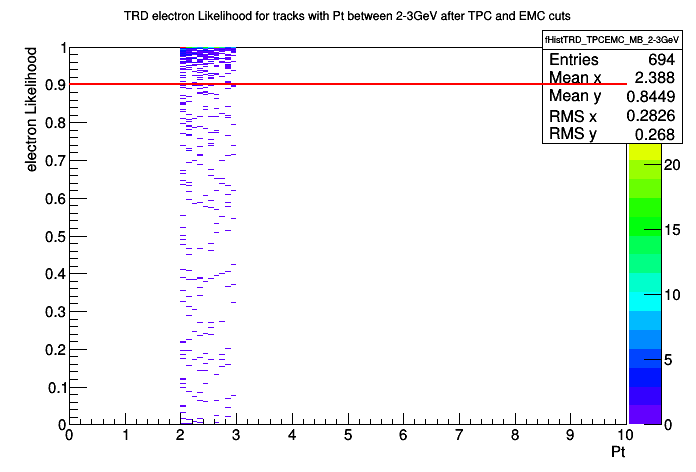 TRD electron Likelihood for tracks with Pt between 2-3GeV after TPC and EMC cuts
fHistTRD_TPCEMC_MB_2-3GeV
Entries 694
Mean x 2.388
Mean y 0.8449
RMS x 0.2826
RMS y 0.268
electron Likelihood
1
0.9
0.8
0.7
0.6
0.5
0.4
0.3
0.2
0.1
0
0 1 2 3 4 5 6 7 8 9 10
Pt
20
15
10
5
0